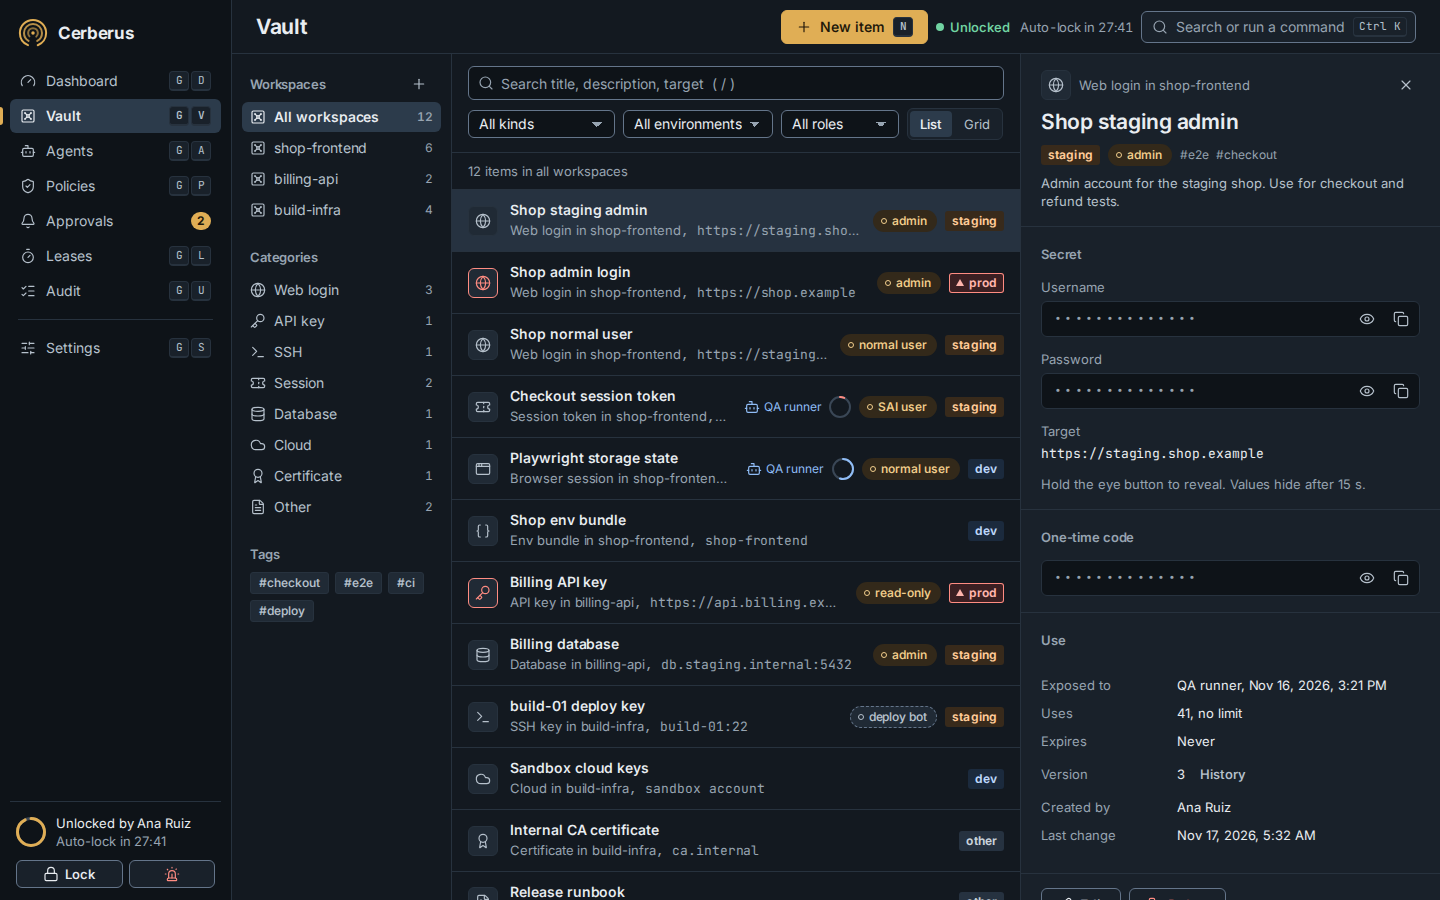 Cerberus
Dashboard G D
Vault G V
Agents G A
Policies G P
Approvals 2
Leases G L
Audit G U
Settings G S
Unlocked by Ana Ruiz
Auto-lock in 27:41
Lock
Vault
New item N
Unlocked Auto-lock in 27:41
Search or run a command Ctrl K
Workspaces
All workspaces 12
shop-frontend 6
billing-api 2
build-infra 4
Categories
Web login 3
API key 1
SSH 1
Session 2
Database 1
Cloud 1
Certificate 1
Other 2
Tags
#checkout #e2e #ci
#deploy
Search title, description, target ( / )
All kinds All environments All roles List Grid
12 items in all workspaces
Shop staging admin
Web login in shop-frontend, https://staging.sho... admin staging
Shop admin login
Web login in shop-frontend, https://shop.example admin prod
Shop normal user
Web login in shop-frontend, https://staging... normal user staging
Checkout session token
Session token in shop-frontend,... QA runner SAI user staging
Playwright storage state
Browser session in shop-fronten... QA runner normal user dev
Shop env bundle
Env bundle in shop-frontend, shop-frontend dev
Billing API key
API key in billing-api, https://api.billing.ex... read-only prod
Billing database
Database in billing-api, db.staging.internal:5432 admin staging
build-01 deploy key
SSH key in build-infra, build-01:22 deploy bot staging
Sandbox cloud keys
Cloud in build-infra, sandbox account dev
Internal CA certificate
Certificate in build-infra, ca.internal other
Release runbook
Web login in shop-frontend
Shop staging admin
staging admin #e2e #checkout
Admin account for the staging shop. Use for checkout and
refund tests.
Secret
Username
Password
Target
https://staging.shop.example
Hold the eye button to reveal. Values hide after 15 s.
One-time code
Use
Exposed to QA runner, Nov 16, 2026, 3:21 PM
Uses 41, no limit
Expires Never
Version 3 History
Created by Ana Ruiz
Last change Nov 17, 2026, 5:32 AM